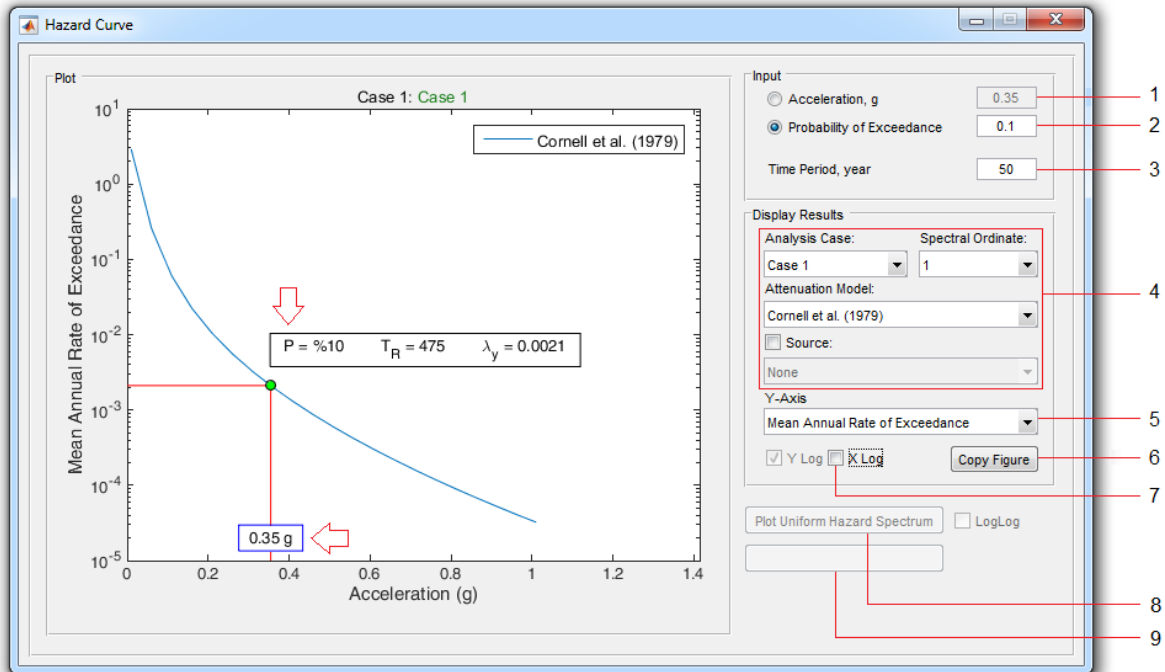 Hazard Curve
Plot
Case 1: Case 1
Cornell et al. (1979)
Mean Annual Rate of Exceedance
10^1
10^0
10^-1
10^-2
10^-3
10^-4
10^-5
P = %10 T_R = 475 λ_y = 0.0021
0.35 g
0 0.2 0.4 0.6 0.8 1 1.2 1.4
Acceleration (g)
Input
Acceleration, g 0.35 1
Probability of Exceedance 0.1 2
Time Period, year 50 3
Display Results
Analysis Case: Spectral Ordinate:
Case 1 1
4
Attenuation Model:
Cornell et al. (1979)
Source:
None
Y-Axis
Mean Annual Rate of Exceedance 5
Y Log X Log Copy Figure 6
7
Plot Uniform Hazard Spectrum LogLog
8
9